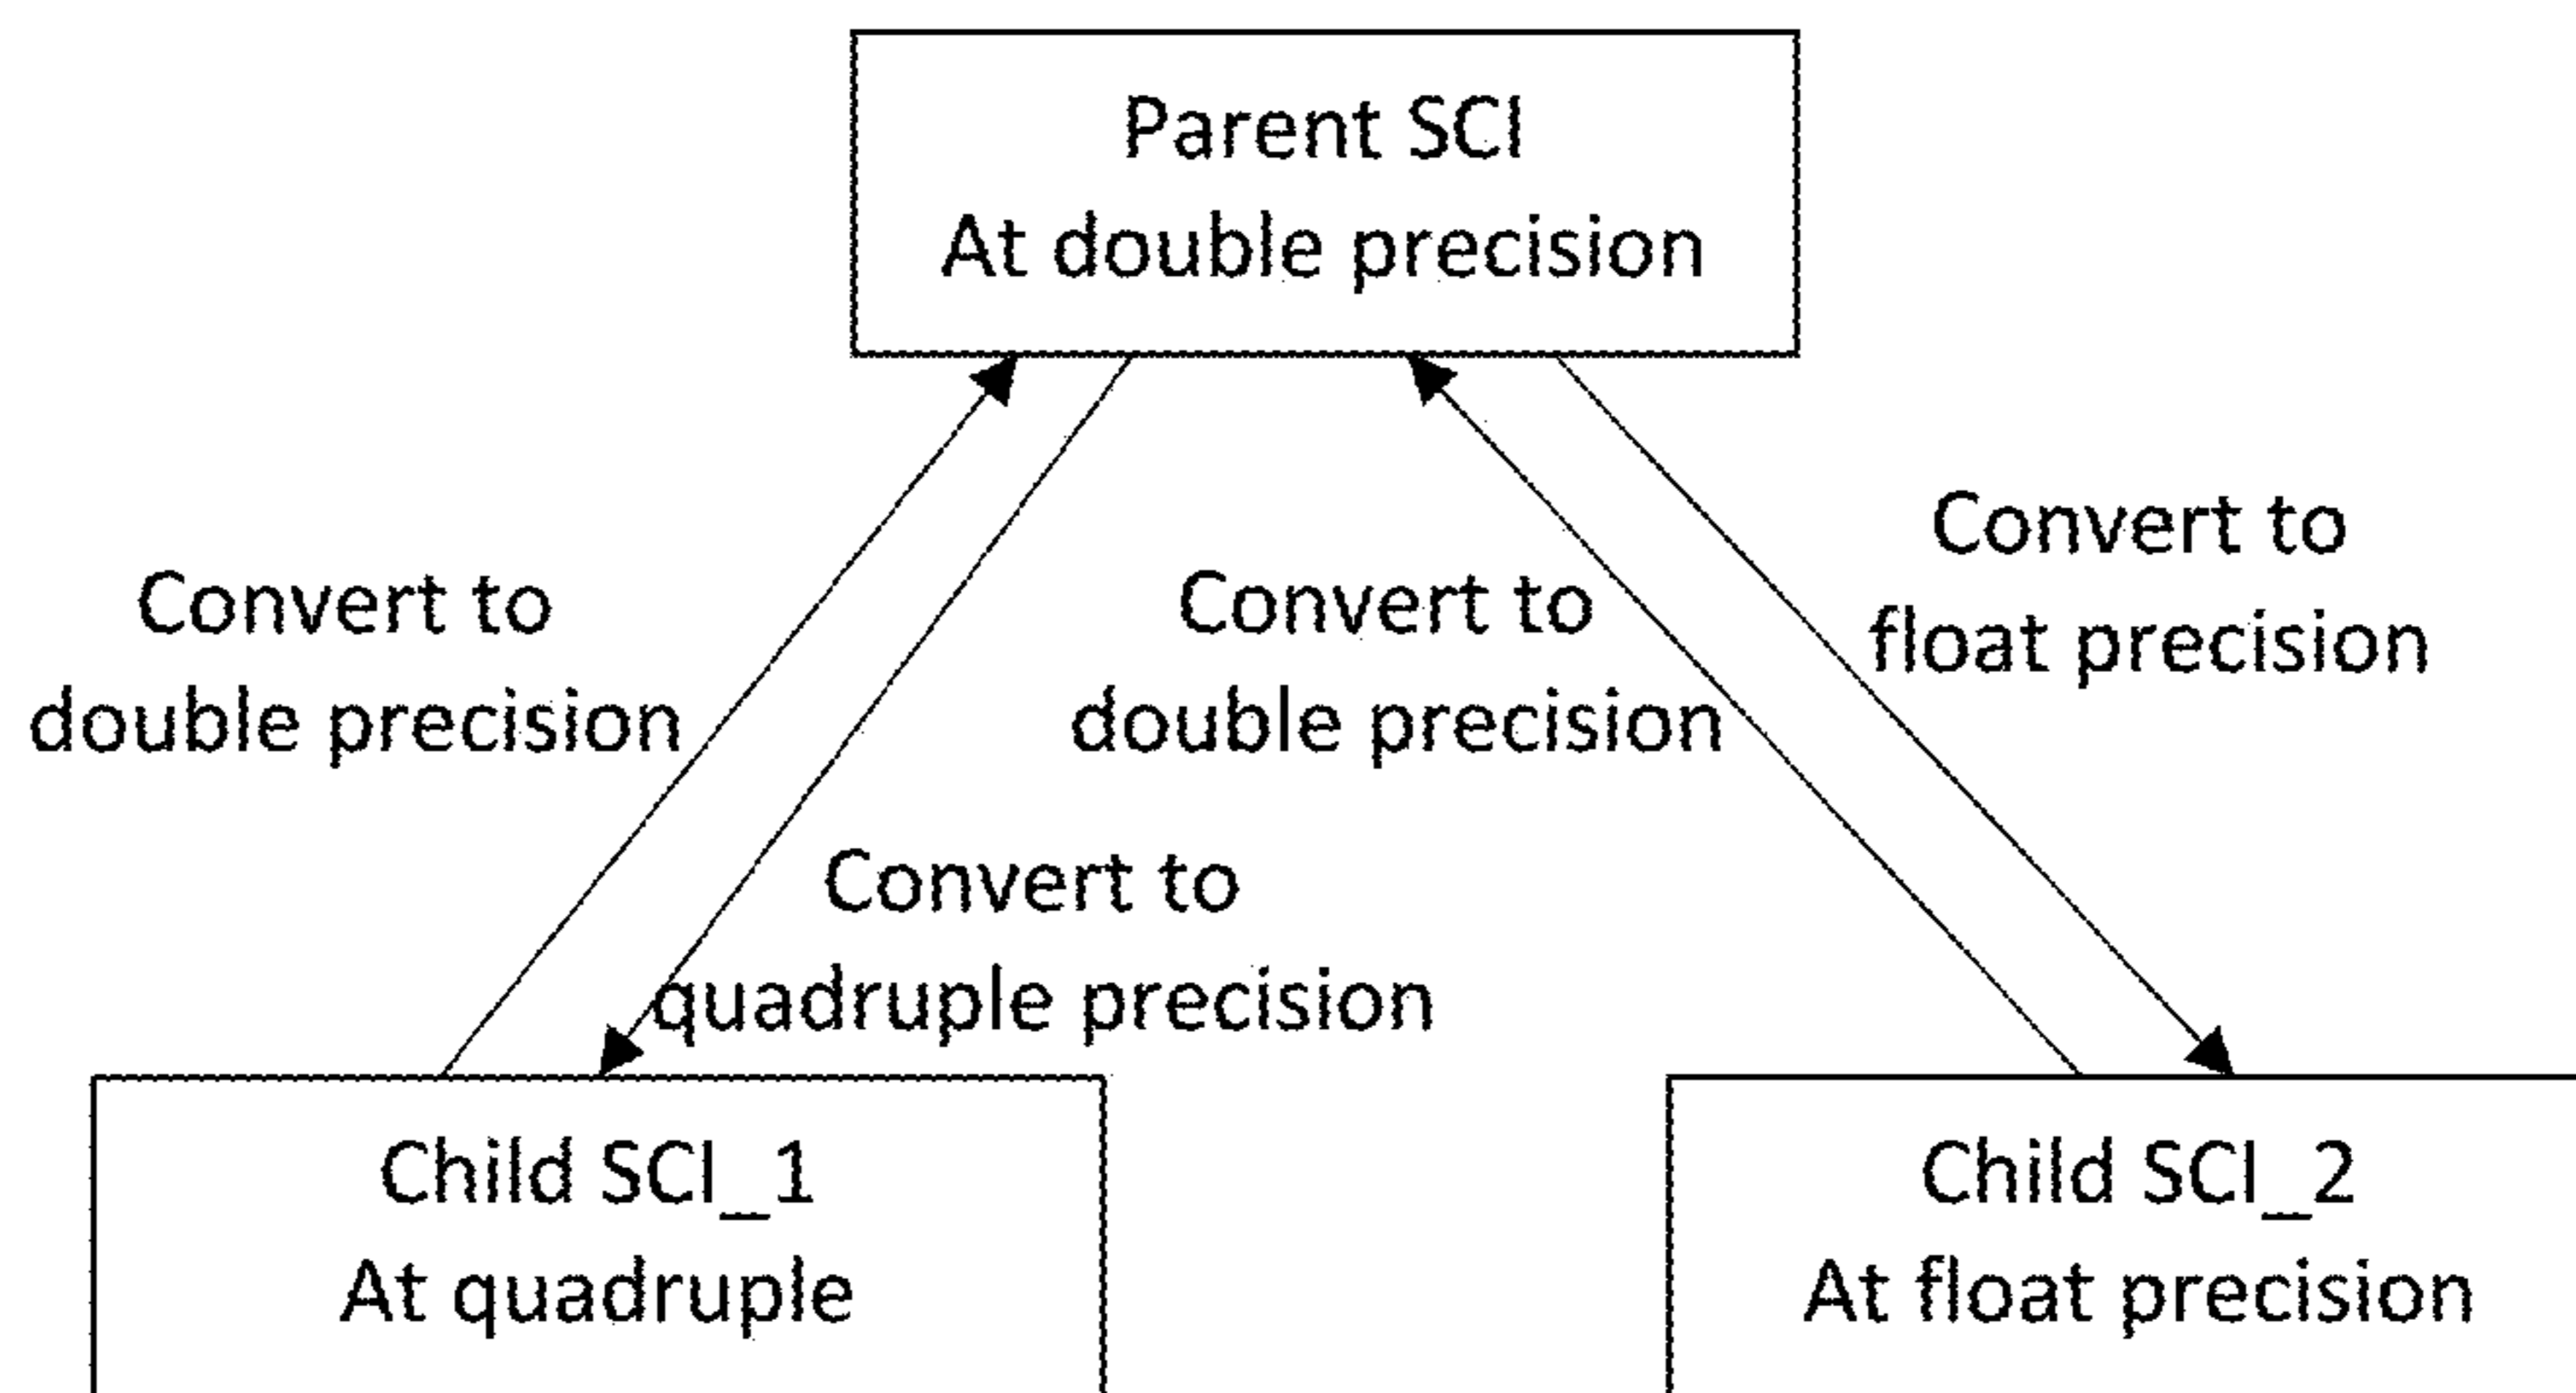 Parent SCI
At double precision
Convert to
double precision
Convert to
double precision
Convert to
float precision
Convert to
quadruple precision
Child SCI_1
At quadruple
Child SCI_2
At float precision